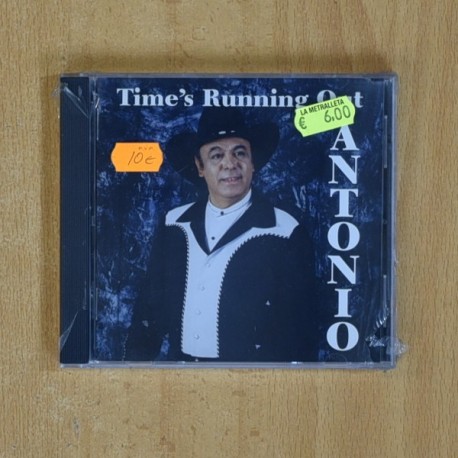 Time's Running Out
LA METRALLETA
€ 6,00
10 €
ANTONIO